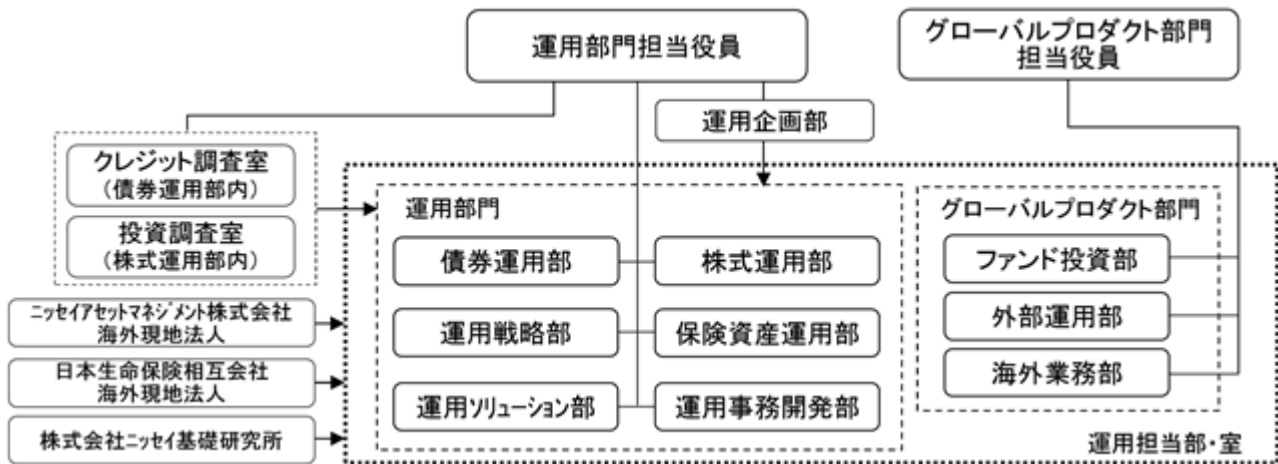 運用部門担当役員
グローバルプロダクト部門
担当役員
運用企画部
クレジット調査室
(債券運用部内)
投資調査室
(株式運用部内)
ニッセイアセットマネジメント株式会社
海外現地法人
日本生命保険相互会社
海外現地法人
株式会社ニッセイ基礎研究所
運用部門
債券運用部
株式運用部
運用戦略部
保険資産運用部
運用ソリューション部
運用事務開発部
グローバルプロダクト部門
ファンド投資部
外部運用部
海外業務部
運用担当部・室